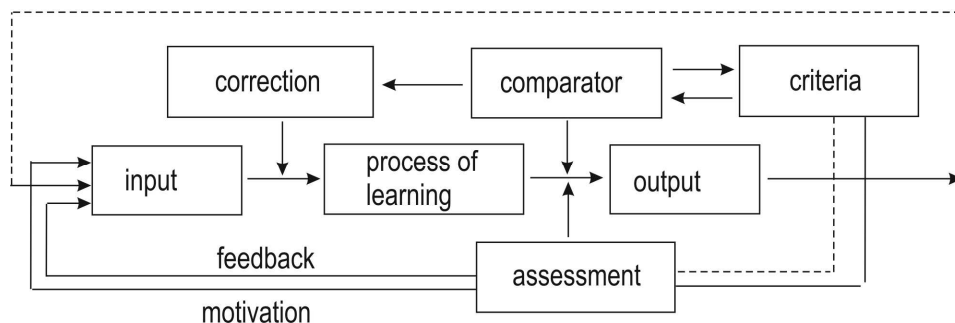 correction
comparator
criteria
input
process of
learning
output
feedback
assessment
motivation